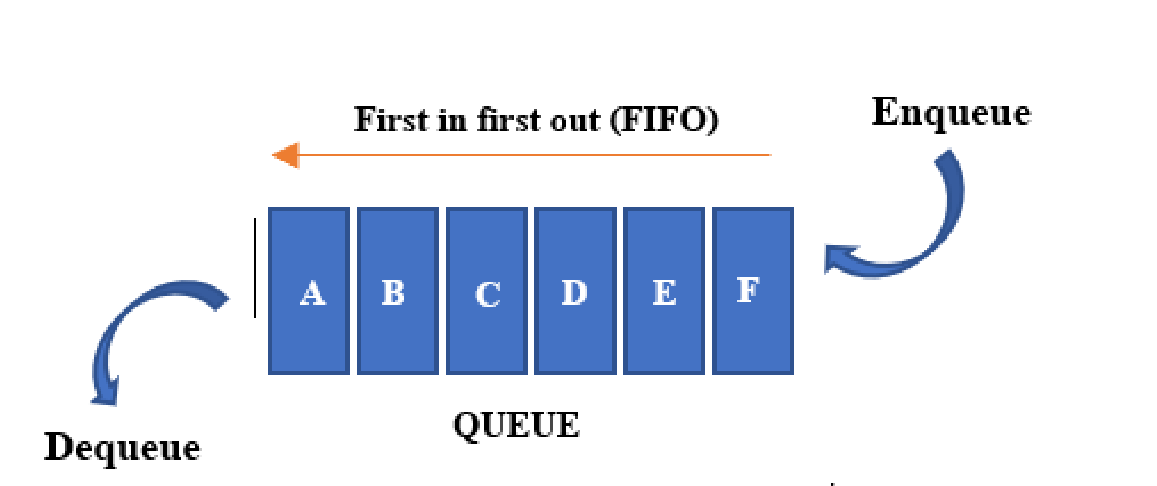 First in first out (FIFO)
Enqueue
A B C D E F
Dequeue
QUEUE